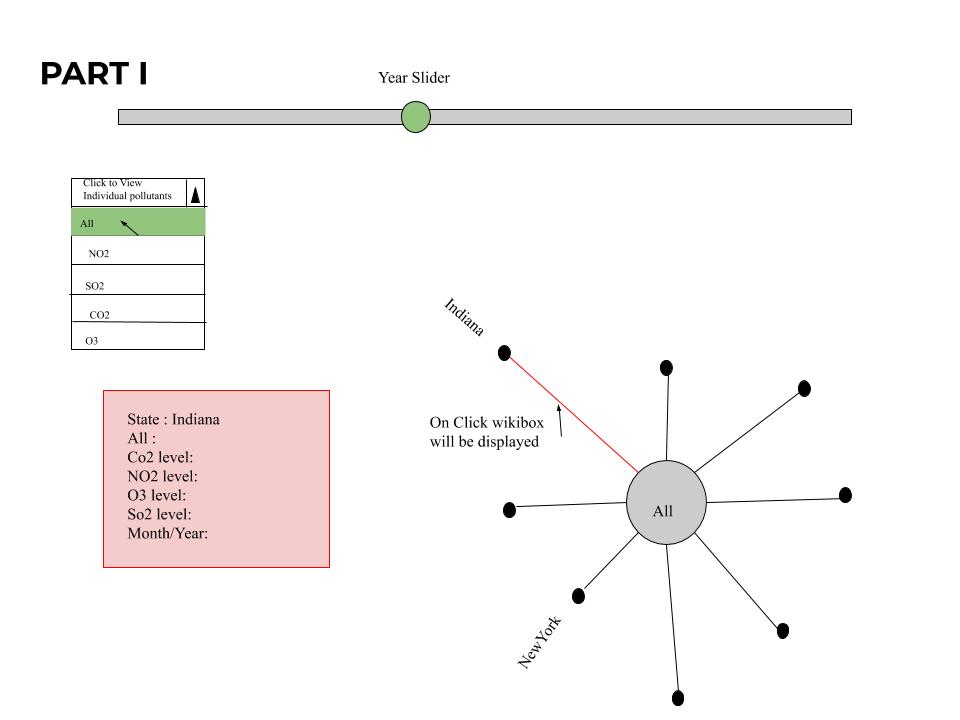 PART I
Year Slider
Click to View
Individual pollutants
All
NO2
SO2
CO2
O3
Indiana
On Click wikibox
will be displayed
State : Indiana
All :
Co2 level:
NO2 level:
O3 level:
So2 level:
Month/Year:
All
NewYork